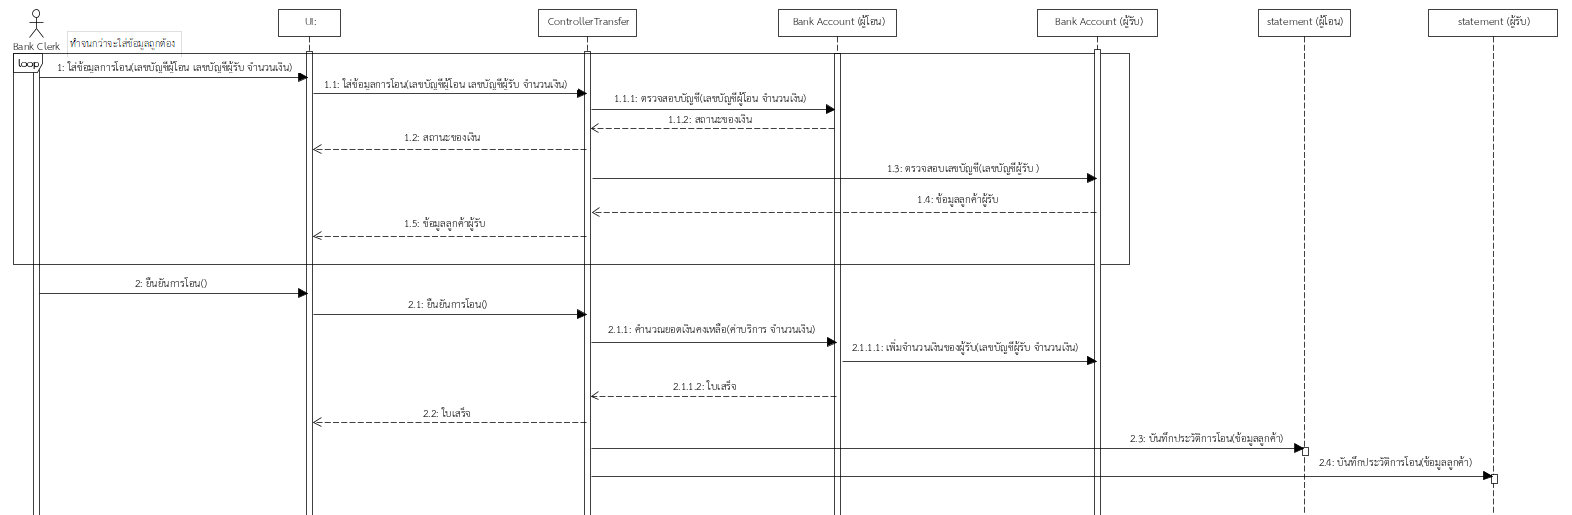 UI:
ControllerTransfer
Bank Account (ผู้โอน)
Bank Account (ผู้รับ)
statement (ผู้โอน)
statement (ผู้รับ)
Bank Clerk
ทำจนกว่าจะใส่ข้อมูลถูกต้อง
loop
1: ใส่ข้อมูลการโอน(เลขบัญชีผู้โอน เลขบัญชีผู้รับ จำนวนเงิน)
1.1: ใส่ข้อมูลการโอน(เลขบัญชีผู้โอน เลขบัญชีผู้รับ จำนวนเงิน)
1.1.1: ตรวจสอบบัญชี(เลขบัญชีผู้โอน จำนวนเงิน)
1.1.2: สถานะของเงิน
1.2: สถานะของเงิน
1.3: ตรวจสอบเลขบัญชี(เลขบัญชีผู้รับ )
1.4: ข้อมูลลูกค้าผู้รับ
1.5: ข้อมูลลูกค้าผู้รับ
2: ยืนยันการโอน()
2.1: ยืนยันการโอน()
2.1.1: คำนวณยอดเงินคงเหลือ(ค่าบริการ จำนวนเงิน)
2.1.1.1: เพิ่มจำนวนเงินของผู้รับ(เลขบัญชีผู้รับ จำนวนเงิน)
2.1.1.2: ใบเสร็จ
2.2: ใบเสร็จ
2.3: บันทึกประวัติการโอน(ข้อมูลลูกค้า)
2.4: บันทึกประวัติการโอน(ข้อมูลลูกค้า)